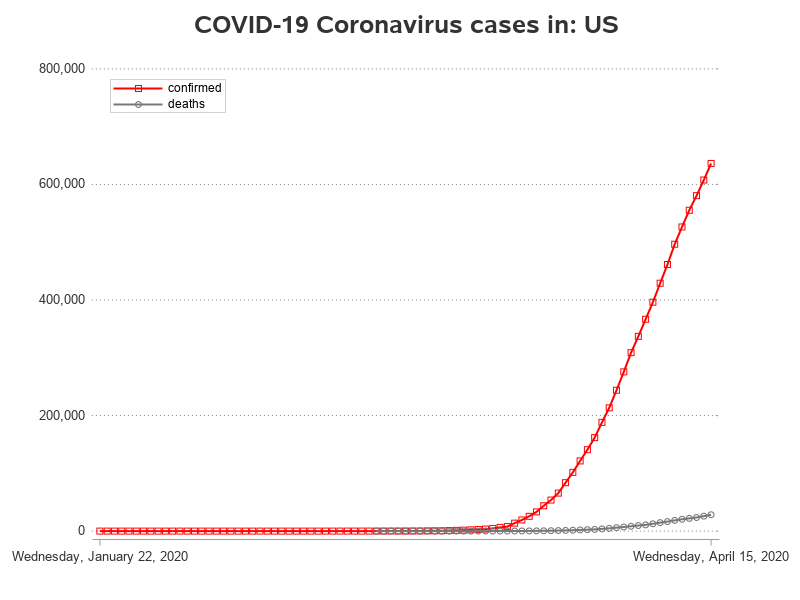 COVID-19 Coronavirus cases in: US
800,000
confirmed
deaths
600,000
400,000
200,000
0
Wednesday, January 22, 2020 Wednesday, April 15, 2020